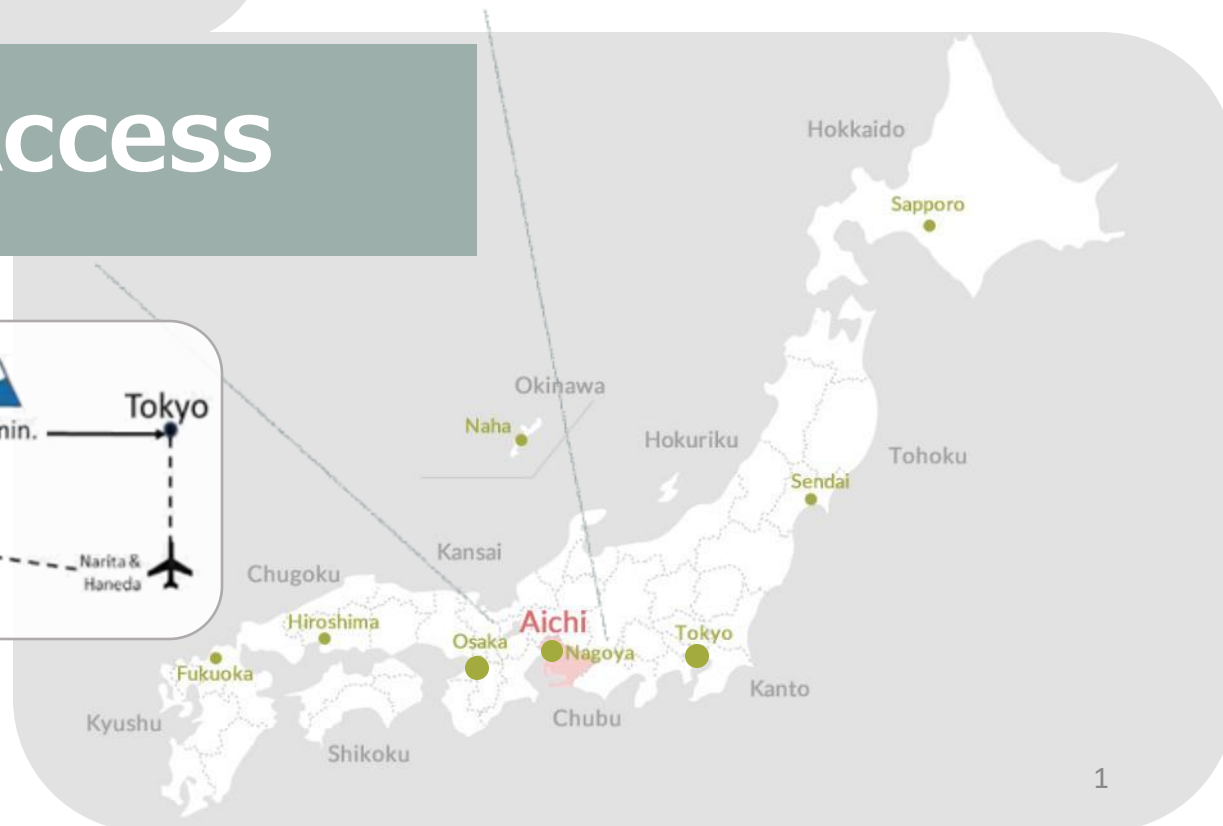 ccess
Hokkaido
Sapporo
Okinawa
Naha
Hokuriku
Tohoku
Sendai
Tokyo
min.
Narita &
Haneda
Kansai
Chugoku
Hiroshima
Aichi
Osaka
Nagoya
Tokyo
Fukuoka
Kanto
Kyushu
Chubu
Shikoku
1